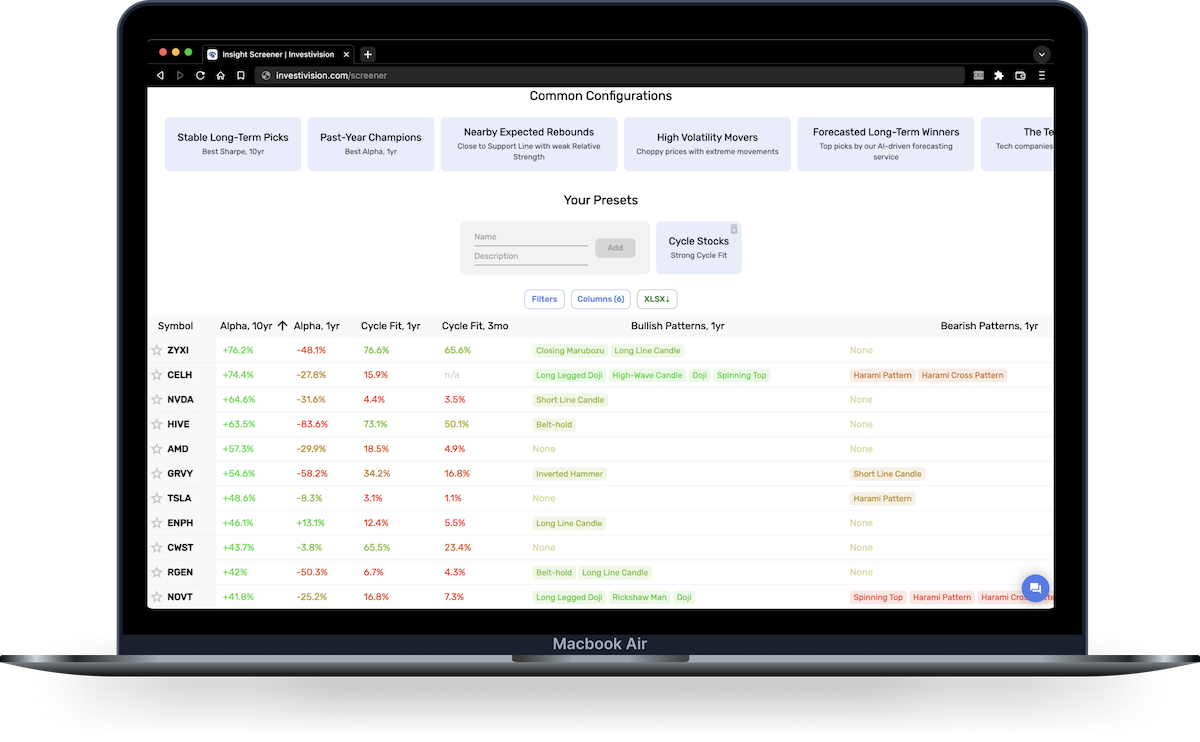 Insight Screener | Investivision
investivision.com/screener
Common Configurations
Stable Long-Term Picks
Best Sharpe, 10yr
Past-Year Champions
Best Alpha, 1yr
Nearby Expected Rebounds
Close to Support Line with weak Relative
Strength
High Volatility Movers
Choppy prices with extreme movements
Forecasted Long-Term Winners
Top picks by our AI-driven forecasting
service
The Te
Tech companies
Your Presets
Name
Description
Add
Cycle Stocks
Strong Cycle Fit
Filters
Columns (6)
XLSX↓
Symbol Alpha, 10yr ↑ Alpha, 1yr Cycle Fit, 1yr Cycle Fit, 3mo Bullish Patterns, 1yr Bearish Patterns, 1yr
ZYXI +76.2% -48.1% 76.6% 65.6% Closing Marubozu Long Line Candle None
CELH +74.4% -27.8% 15.9% n/a Long Legged Doji High-Wave Candle Doji Spinning Top Harami Pattern Harami Cross Pattern
NVDA +64.6% -31.6% 4.4% 3.5% Short Line Candle None
HIVE +63.5% -83.6% 73.1% 50.1% Belt-hold None
AMD +57.3% -29.9% 18.5% 4.9% None None
GRVY +54.6% -58.2% 34.2% 16.8% Inverted Hammer Short Line Candle
TSLA +48.6% -8.3% 3.1% 1.1% None Harami Pattern
ENPH +46.1% +13.1% 12.4% 5.5% Long Line Candle None
CWST +43.7% -3.8% 65.5% 23.4% None None
RGEN +42% -50.3% 6.7% 4.3% Belt-hold Long Line Candle None
NOVT +41.8% -25.2% 16.8% 7.3% Long Legged Doji Rickshaw Man Doji Spinning Top Harami Pattern Harami
Macbook Air